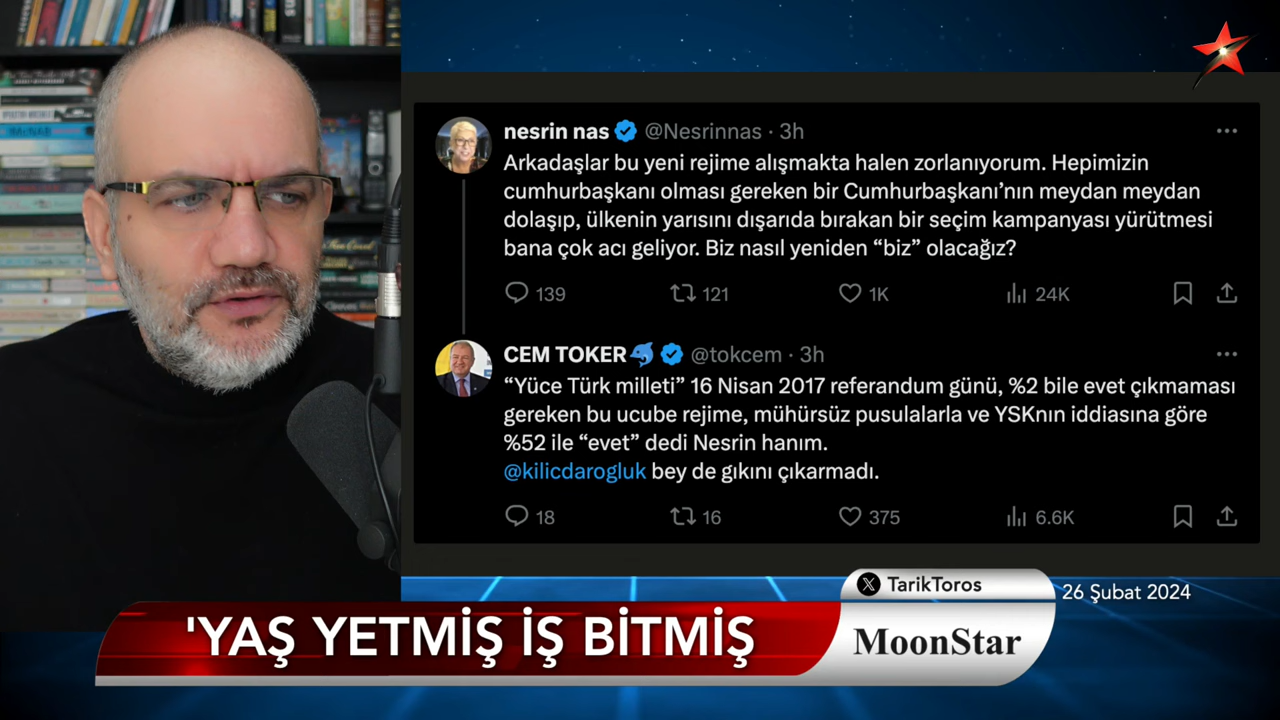 nesrin nas @Nesrinnas · 3h
Arkadaşlar bu yeni rejime alışmakta halen zorlanıyorum. Hepimizin
cumhurbaşkanı olması gereken bir Cumhurbaşkanı’nın meydan meydan
dolaşıp, ülkenin yarısını dışarıda bırakan bir seçim kampanyası yürütmesi
bana çok acı geliyor. Biz nasıl yeniden “biz” olacağız?
139 121 1K 24K
CEM TOKER @tokcem · 3h
“Yüce Türk milleti” 16 Nisan 2017 referandum günü, %2 bile evet çıkmaması
gereken bu ucube rejime, mühürsüz pusulalarla ve YSKnın iddiasına göre
%52 ile “evet” dedi Nesrin hanım.
@kilicdarogluk bey de gıkını çıkarmadı.
18 16 375 6.6K
TarikToros
26 Şubat 2024
'YAŞ YETMİŞ İŞ BİTMİŞ
MoonStar